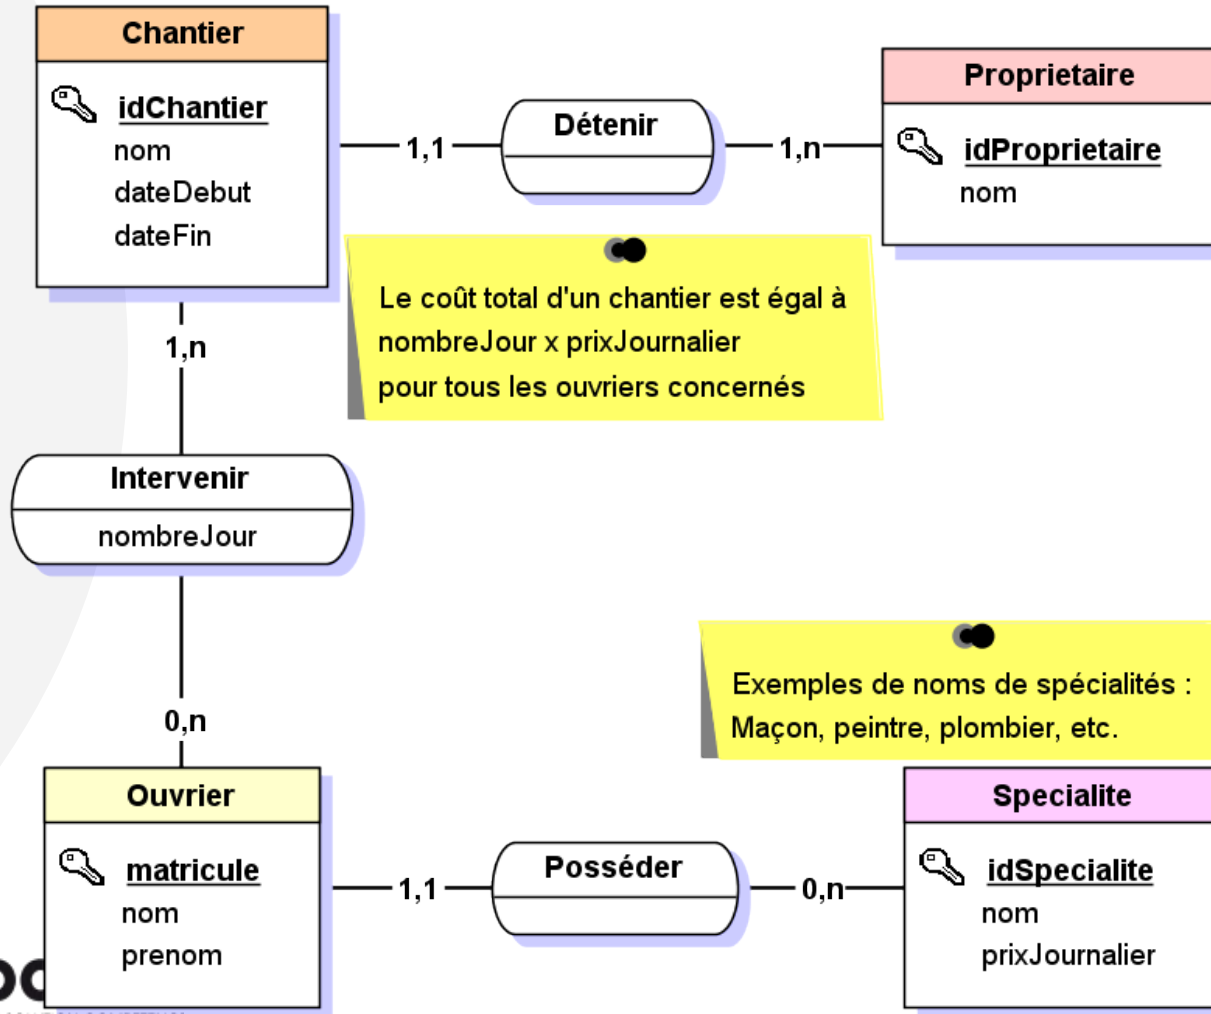 Chantier
idChantier
nom
dateDebut
dateFin
1,1
Détenir
1,n
Proprietaire
idProprietaire
nom
Le coût total d'un chantier est égal à
nombreJour x prixJournalier
pour tous les ouvriers concernés
1,n
Intervenir
nombreJour
0,n
Exemples de noms de spécialités :
Maçon, peintre, plombier, etc.
Ouvrier
matricule
nom
prenom
1,1
Posséder
0,n
Specialite
idSpecialite
nom
prixJournalier